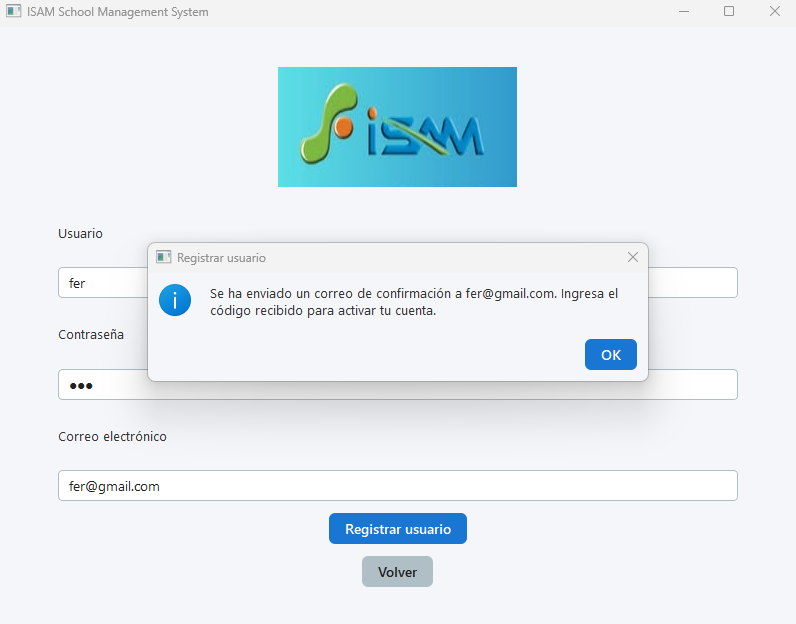 ISAM School Management System
iSAM
Usuario
fer
Registrar usuario
Se ha enviado un correo de confirmación a fer@gmail.com. Ingresa el
código recibido para activar tu cuenta.
OK
Contraseña
●●●
Correo electrónico
fer@gmail.com
Registrar usuario
Volver